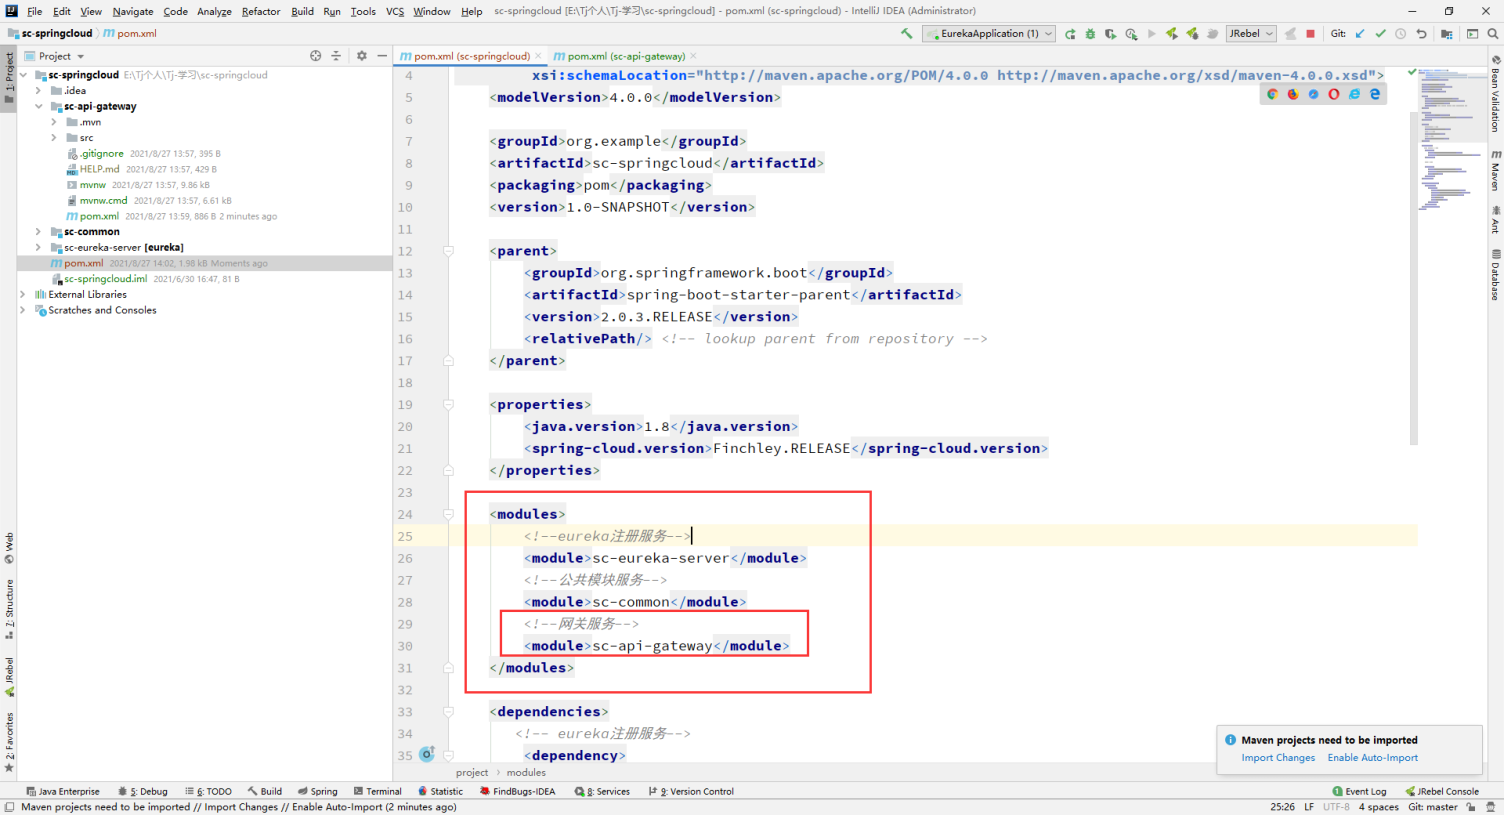 File Edit View Navigate Code Analyze Refactor Build Run Tools VCS Window Help sc-springcloud [E:\Tj个人\Tj-学习\sc-springcloud] - pom.xml (sc-springcloud) - IntelliJ IDEA (Administrator)
sc-springcloud pom.xml EurekaApplication (1) JRebel Git:
Project pom.xml (sc-springcloud) pom.xml (sc-api-gateway)
1: Project
sc-springcloud E:\Tj个人\Tj-学习\sc-springcloud
.idea
sc-api-gateway
.mvn
src
.gitignore 2021/8/27 13:57, 395 B
HELP.md 2021/8/27 13:57, 429 B
mvnw 2021/8/27 13:57, 9.86 kB
mvnw.cmd 2021/8/27 13:57, 6.61 kB
pom.xml 2021/8/27 13:59, 886 B 2 minutes ago
sc-common
sc-eureka-server [eureka]
pom.xml 2021/8/27 14:02, 1.98 kB Moments ago
sc-springcloud.iml 2021/6/30 16:47, 81 B
External Libraries
Scratches and Consoles
Web
Z: Structure
JRebel
2: Favorites
4 xsi:schemaLocation="http://maven.apache.org/POM/4.0.0 http://maven.apache.org/xsd/maven-4.0.0.xsd">
5 <modelVersion>4.0.0</modelVersion>
6
7 <groupId>org.example</groupId>
8 <artifactId>sc-springcloud</artifactId>
9 <packaging>pom</packaging>
10 <version>1.0-SNAPSHOT</version>
11
12 <parent>
13 <groupId>org.springframework.boot</groupId>
14 <artifactId>spring-boot-starter-parent</artifactId>
15 <version>2.0.3.RELEASE</version>
16 <relativePath/> <!-- lookup parent from repository -->
17 </parent>
18
19 <properties>
20 <java.version>1.8</java.version>
21 <spring-cloud.version>Finchley.RELEASE</spring-cloud.version>
22 </properties>
23
24 <modules>
25 <!--eureka注册服务-->
26 <module>sc-eureka-server</module>
27 <!--公共模块服务-->
28 <module>sc-common</module>
29 <!--网关服务-->
30 <module>sc-api-gateway</module>
31 </modules>
32
33 <dependencies>
34 <!-- eureka注册服务-->
35 <dependency>
project › modules
Bean Validation
Maven
Ant
Database
Maven projects need to be imported
Import Changes Enable Auto-Import
Java Enterprise 5: Debug 6: TODO Build Spring Terminal Statistic FindBugs-IDEA 8: Services 9: Version Control 1 Event Log JRebel Console
Maven projects need to be imported // Import Changes // Enable Auto-Import (2 minutes ago) 25:26 LF UTF-8 4 spaces Git: master